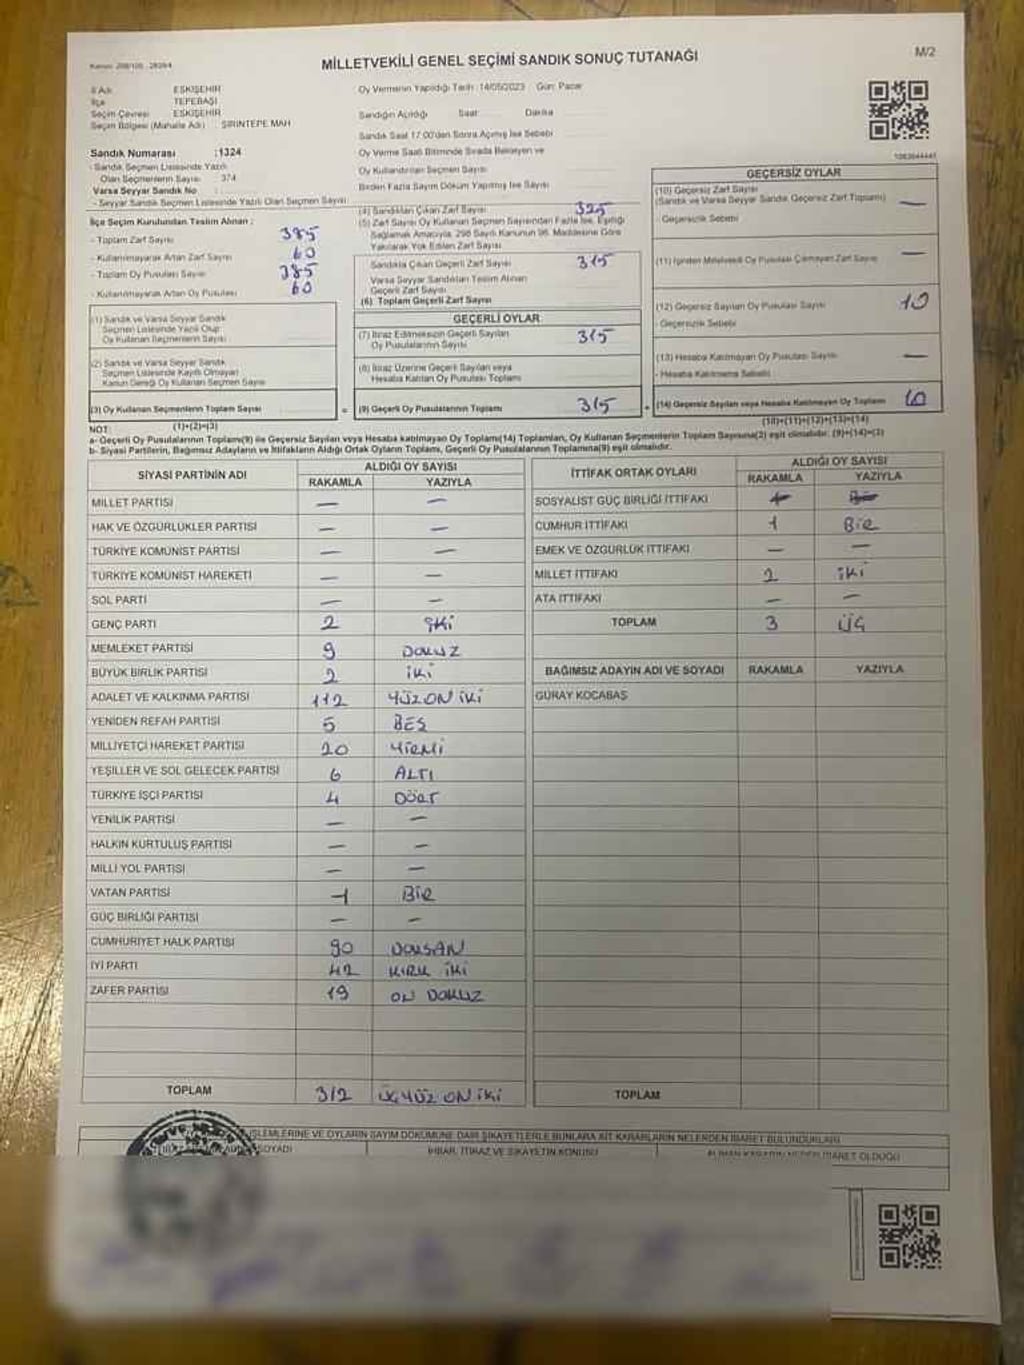 MİLLETVEKİLİ GENEL SEÇİMİ SANDIK SONUÇ TUTANAĞI
M/2
İl Adı : ESKİŞEHİR
İlçe : TEPEBAŞI
Seçim Çevresi : ESKİŞEHİR
Seçim Bölgesi (Mahalle Adı) : ŞİRİNTEPE MAH
Sandık Numarası :1324
Sandık Seçmen Listesinde Yazılı
Olan Seçmenlerin Sayısı : 374
Varsa Seyyar Sandık No :
- Seyyar Sandık Seçmen Listesinde Yazılı Olan Seçmen Sayısı
Oy Vermenin Yapıldığı Tarih :14/05/2023 Gün: Pazar
Sandığın Açıldığı Saat Dakika
Sandık Saat 17:00'den Sonra Açılmış İse Sebebi
Oy Verme Saati Bitiminde Sırada Bekleyen ve
Oy Kullandırılan Seçmen Sayısı
Birden Fazla Sayım Döküm Yapılmış İse Sayısı
İlçe Seçim Kurulundan Teslim Alınan :
- Toplam Zarf Sayısı 385
- Kullanılmayarak Artan Zarf Sayısı 60
- Toplam Oy Pusulası Sayısı 385
- Kullanılmayarak Artan Oy Pusulası 60
(1) Sandık ve Varsa Seyyar Sandık
Seçmen Listesinde Yazılı Olup
Oy Kullanan Seçmenlerin Sayısı
(2) Sandık ve Varsa Seyyar Sandık
Seçmen Listesinde Kayıtlı Olmayan
Kanun Gereği Oy Kullanan Seçmen Sayısı
(3) Oy Kullanan Seçmenlerin Toplam Sayısı =
(1)+(2)=(3)
(4) Sandıktan Çıkan Zarf Sayısı 325
(5) Zarf Sayısı Oy Kullanan Seçmen Sayısından Fazla İse, Eşitliği
Sağlamak Amacıyla, 298 Sayılı Kanunun 98. Maddesine Göre
Yakılarak Yok Edilen Zarf Sayısı
Sandıkta Çıkan Geçerli Zarf Sayısı 315
Varsa Seyyar Sandıktan Teslim Alınan
Geçerli Zarf Sayısı
(6) Toplam Geçerli Zarf Sayısı
GEÇERLİ OYLAR
(7) İtiraz Edilmeksizin Geçerli Sayılan
Oy Pusulalarının Sayısı 315
(8) İtiraz Üzerine Geçerli Sayılan veya
Hesaba Katılan Oy Pusulası Toplamı
(9) Geçerli Oy Pusulalarının Toplamı 315 +
GEÇERSİZ OYLAR
(10) Geçersiz Zarf Sayısı
(Sandık ve Varsa Seyyar Sandık Geçersiz Zarf Toplamı) —
- Geçersizlik Sebebi
(11) İçinden Milletvekili Oy Pusulası Çıkmayan Zarf Sayısı —
(12) Geçersiz Sayılan Oy Pusulası Sayısı 10
- Geçersizlik Sebebi
(13) Hesaba Katılmayan Oy Pusulası Sayısı —
- Hesaba Katılmama Sebebi
(14) Geçersiz Sayılan veya Hesaba Katılmayan Oy Toplamı 10
(10)+(11)+(12)+(13)=(14)
NOT:
a- Geçerli Oy Pusulalarının Toplamı(9) ile Geçersiz Sayılan veya Hesaba katılmayan Oy Toplamı(14) Toplamları, Oy Kullanan Seçmenlerin Toplam Sayısına(3) eşit olmalıdır. (9)+(14)=(3)
b- Siyasi Partilerin, Bağımsız Adayların ve İttifakların Aldığı Ortak Oyların Toplamı, Geçerli Oy Pusulalarının Toplamına(9) eşit olmalıdır.
SİYASİ PARTİNİN ADI ALDIĞI OY SAYISI
RAKAMLA YAZIYLA
MİLLET PARTİSİ — —
HAK VE ÖZGÜRLÜKLER PARTİSİ — —
TÜRKİYE KOMÜNİST PARTİSİ — —
TÜRKİYE KOMÜNİST HAREKETİ — —
SOL PARTİ — —
GENÇ PARTİ 2 İKİ
MEMLEKET PARTİSİ 9 DOKUZ
BÜYÜK BİRLİK PARTİSİ 2 İKİ
ADALET VE KALKINMA PARTİSİ 112 YÜZ ON İKİ
YENİDEN REFAH PARTİSİ 5 BEŞ
MİLLİYETÇİ HAREKET PARTİSİ 20 YİRMİ
YEŞİLLER VE SOL GELECEK PARTİSİ 6 ALTI
TÜRKİYE İŞÇİ PARTİSİ 4 DÖRT
YENİLİK PARTİSİ — —
HALKIN KURTULUŞ PARTİSİ — —
MİLLİ YOL PARTİSİ — —
VATAN PARTİSİ 1 BİR
GÜÇ BİRLİĞİ PARTİSİ — —
CUMHURİYET HALK PARTİSİ 90 DOKSAN
İYİ PARTİ 42 KIRK İKİ
ZAFER PARTİSİ 19 ON DOKUZ
TOPLAM 312 ÜÇYÜZ ON İKİ
İTTİFAK ORTAK OYLARI ALDIĞI OY SAYISI
RAKAMLA YAZIYLA
SOSYALİST GÜÇ BİRLİĞİ İTTİFAKI 1 Bir
CUMHUR İTTİFAKI 1 Bir
EMEK VE ÖZGÜRLÜK İTTİFAKI — —
MİLLET İTTİFAKI 2 İKİ
ATA İTTİFAKI — —
TOPLAM 3 ÜÇ
BAĞIMSIZ ADAYIN ADI VE SOYADI RAKAMLA YAZIYLA
GÜRAY KOCABAŞ
TOPLAM
İŞLEMLERİNE VE OYLARIN SAYIM DÖKÜMÜNE DAİR ŞİKAYETLERLE BUNLARA AİT KARARLARIN NELERDEN İBARET BULUNDUKLARI
SOYADI İHBAR, İTİRAZ VE ŞİKAYETİN KONUSU